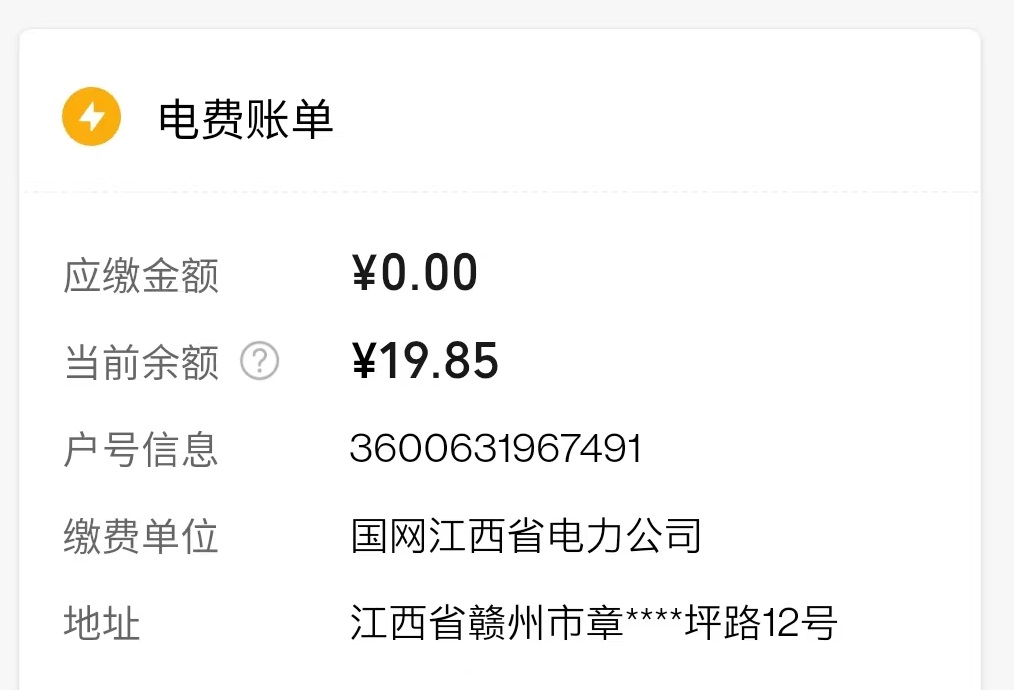 电费账单
应缴金额 ¥0.00
当前余额 ? ¥19.85
户号信息 3600631967491
缴费单位 国网江西省电力公司
地址 江西省赣州市章****坪路12号